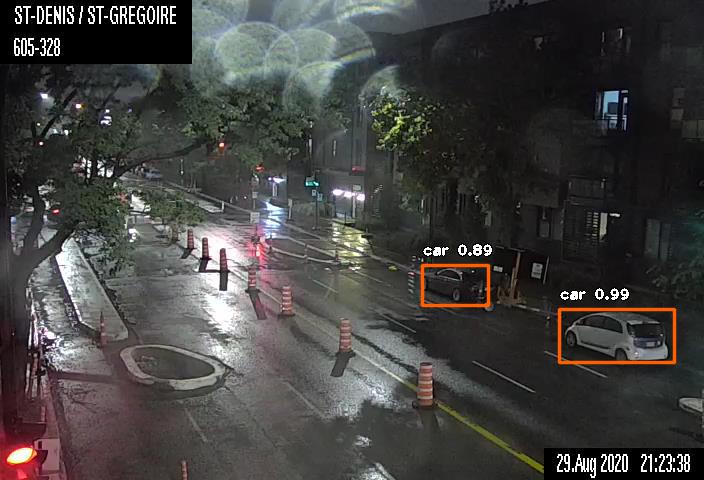 ST-DENIS / ST-GREGOIRE
605-328
car 0.89
car 0.99
29.Aug 2020 21:23:38